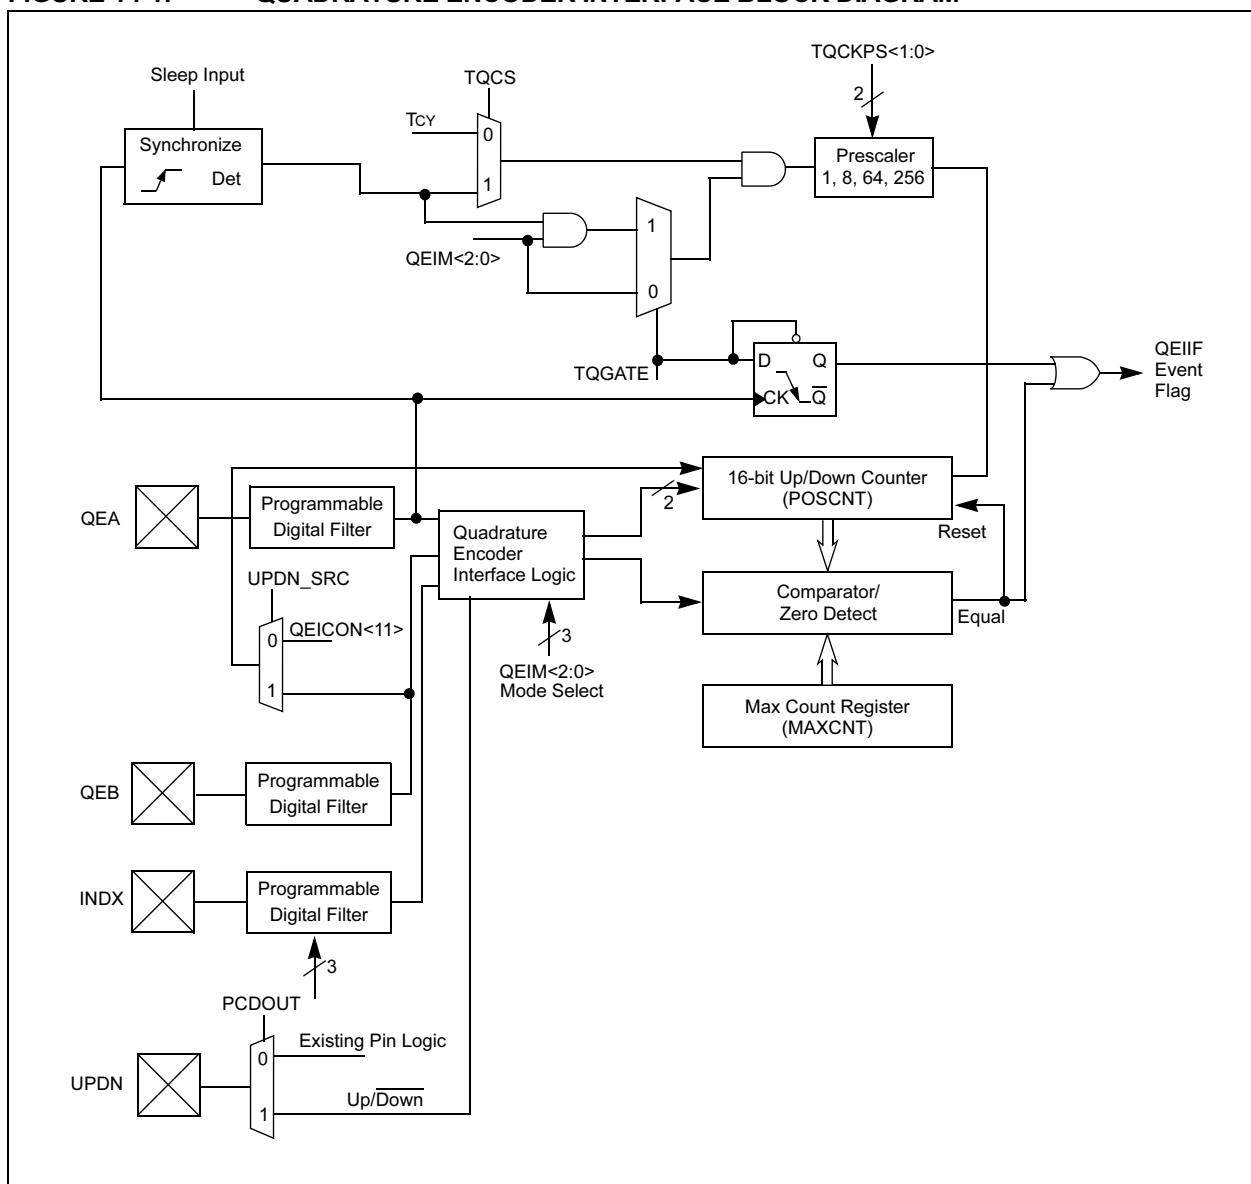 TQCKPS<1:0>
Sleep Input
TQCS
2
TCY
0
Synchronize
Det
1
Prescaler
1, 8, 64, 256
1
QEIM<2:0>
0
TQGATE
D Q
CK Q
QEIIF
Event
Flag
16-bit Up/Down Counter
(POSCNT)
2
Reset
QEA
Programmable
Digital Filter
Quadrature
Encoder
Interface Logic
UPDN_SRC
0
QEICON<11>
1
Comparator/
Zero Detect
Equal
3
QEIM<2:0>
Mode Select
Max Count Register
(MAXCNT)
QEB
Programmable
Digital Filter
INDX
Programmable
Digital Filter
3
PCDOUT
0
Existing Pin Logic
UPDN
1
Up/Down